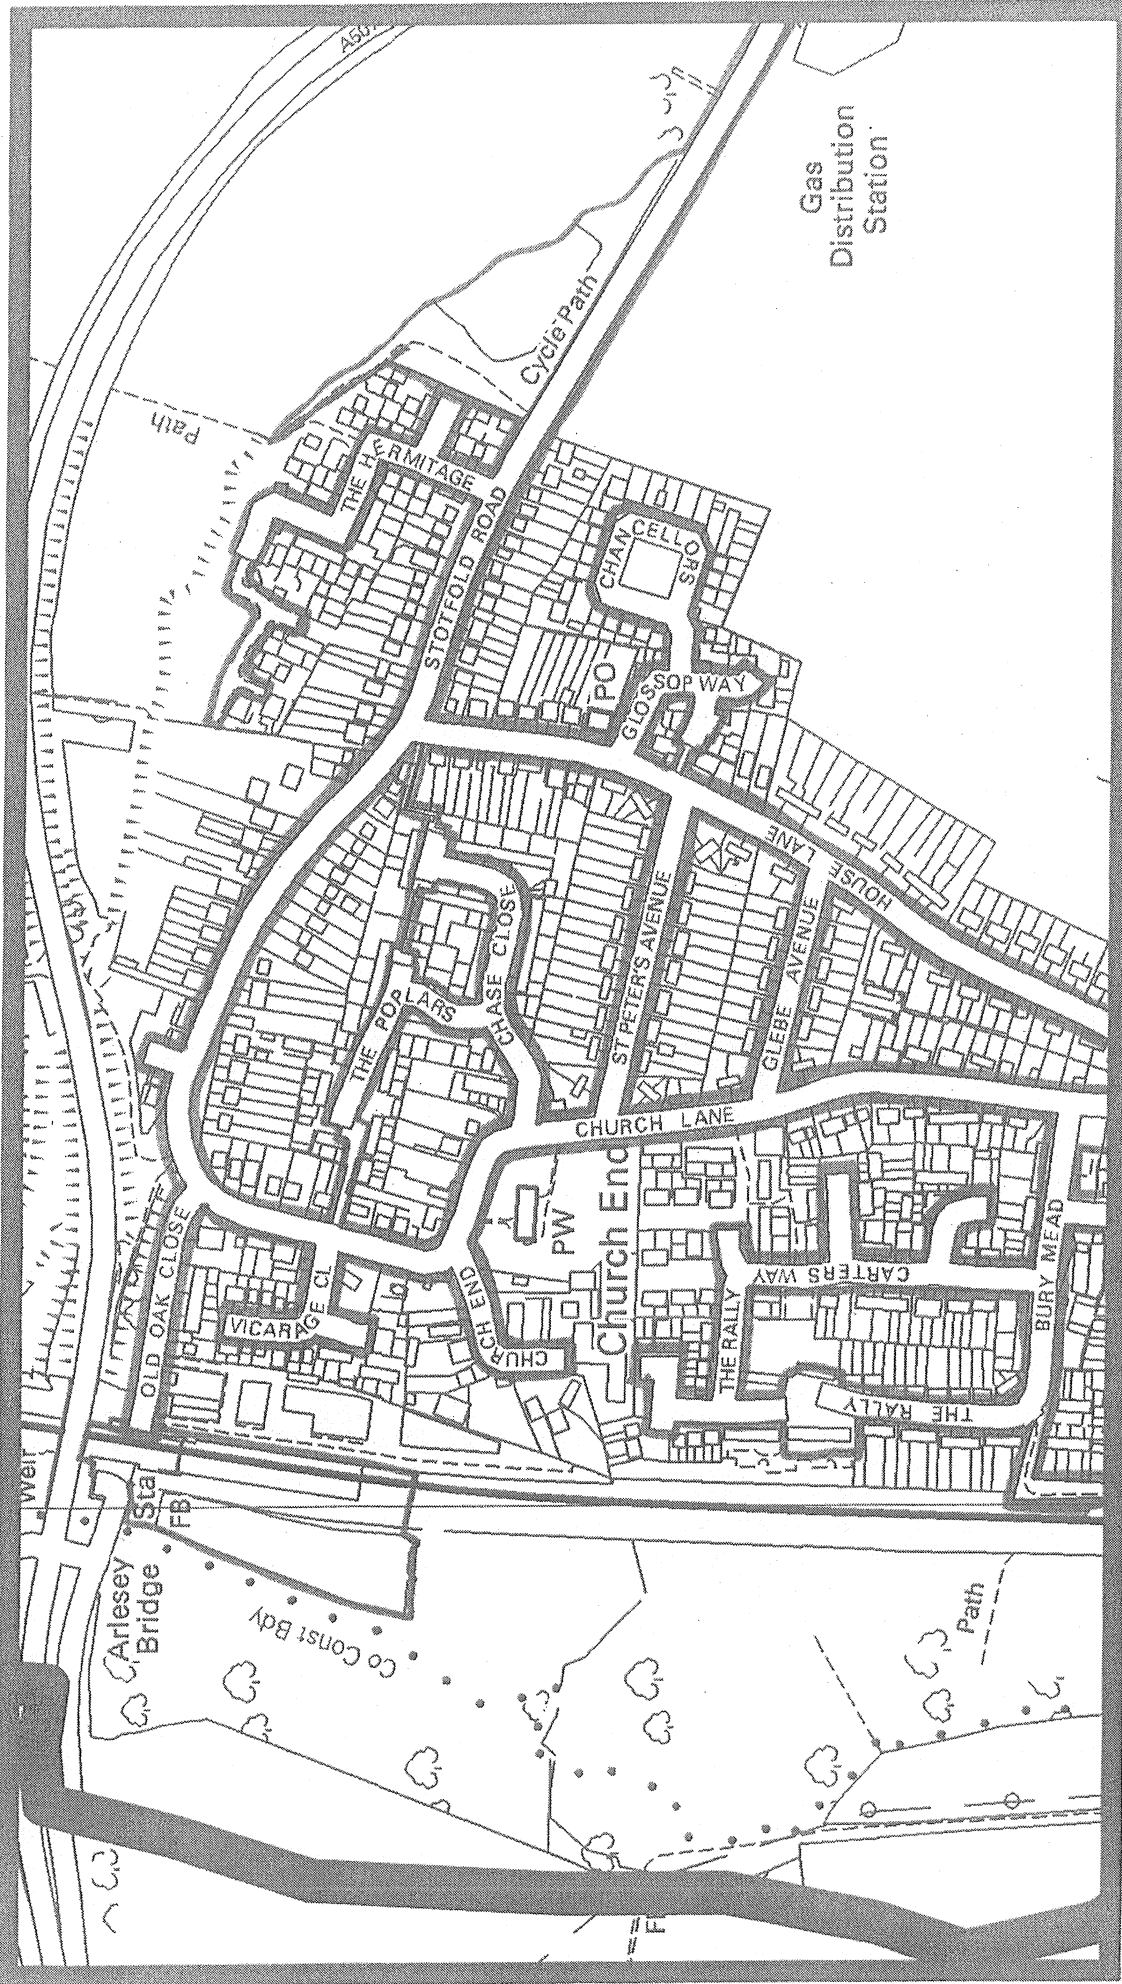 Path
THE HERMITAGE
Cycle Path
Gas
Distribution
Station
STOTFOLD ROAD
CHANCELLORS
PO
GLOSSOP WAY
HOUSE LANE
CHASE CLOSE
THE POPLARS
ST PETER'S AVENUE
GLEBE AVENUE
CHURCH LANE
OLD OAK CLOSE
VICARAGE CL
CHURCH END
CHURCH
PW
Church End
THE RALLY
CARTERS WAY
BURY MEAD
THE RALLY
Weir
Sta
FB
Arlesey
Bridge
Co Const Bdy
Path